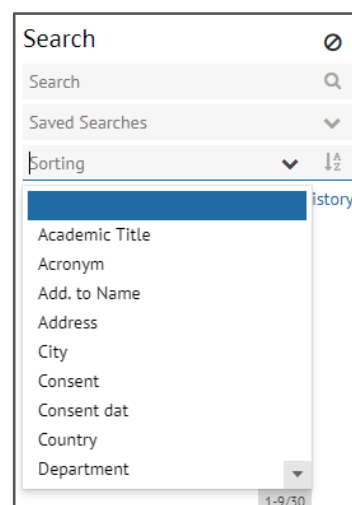 Search
Search
Saved Searches
Sorting
istory
Academic Title
Acronym
Add. to Name
Address
City
Consent
Consent dat
Country
Department
1-9/30